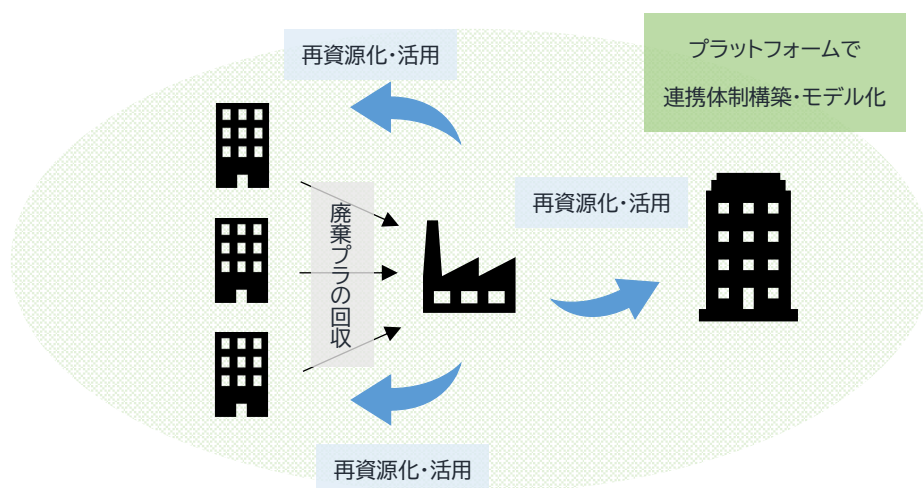 再資源化・活用
プラットフォームで
連携体制構築・モデル化
再資源化・活用
廃棄プラの回収
再資源化・活用